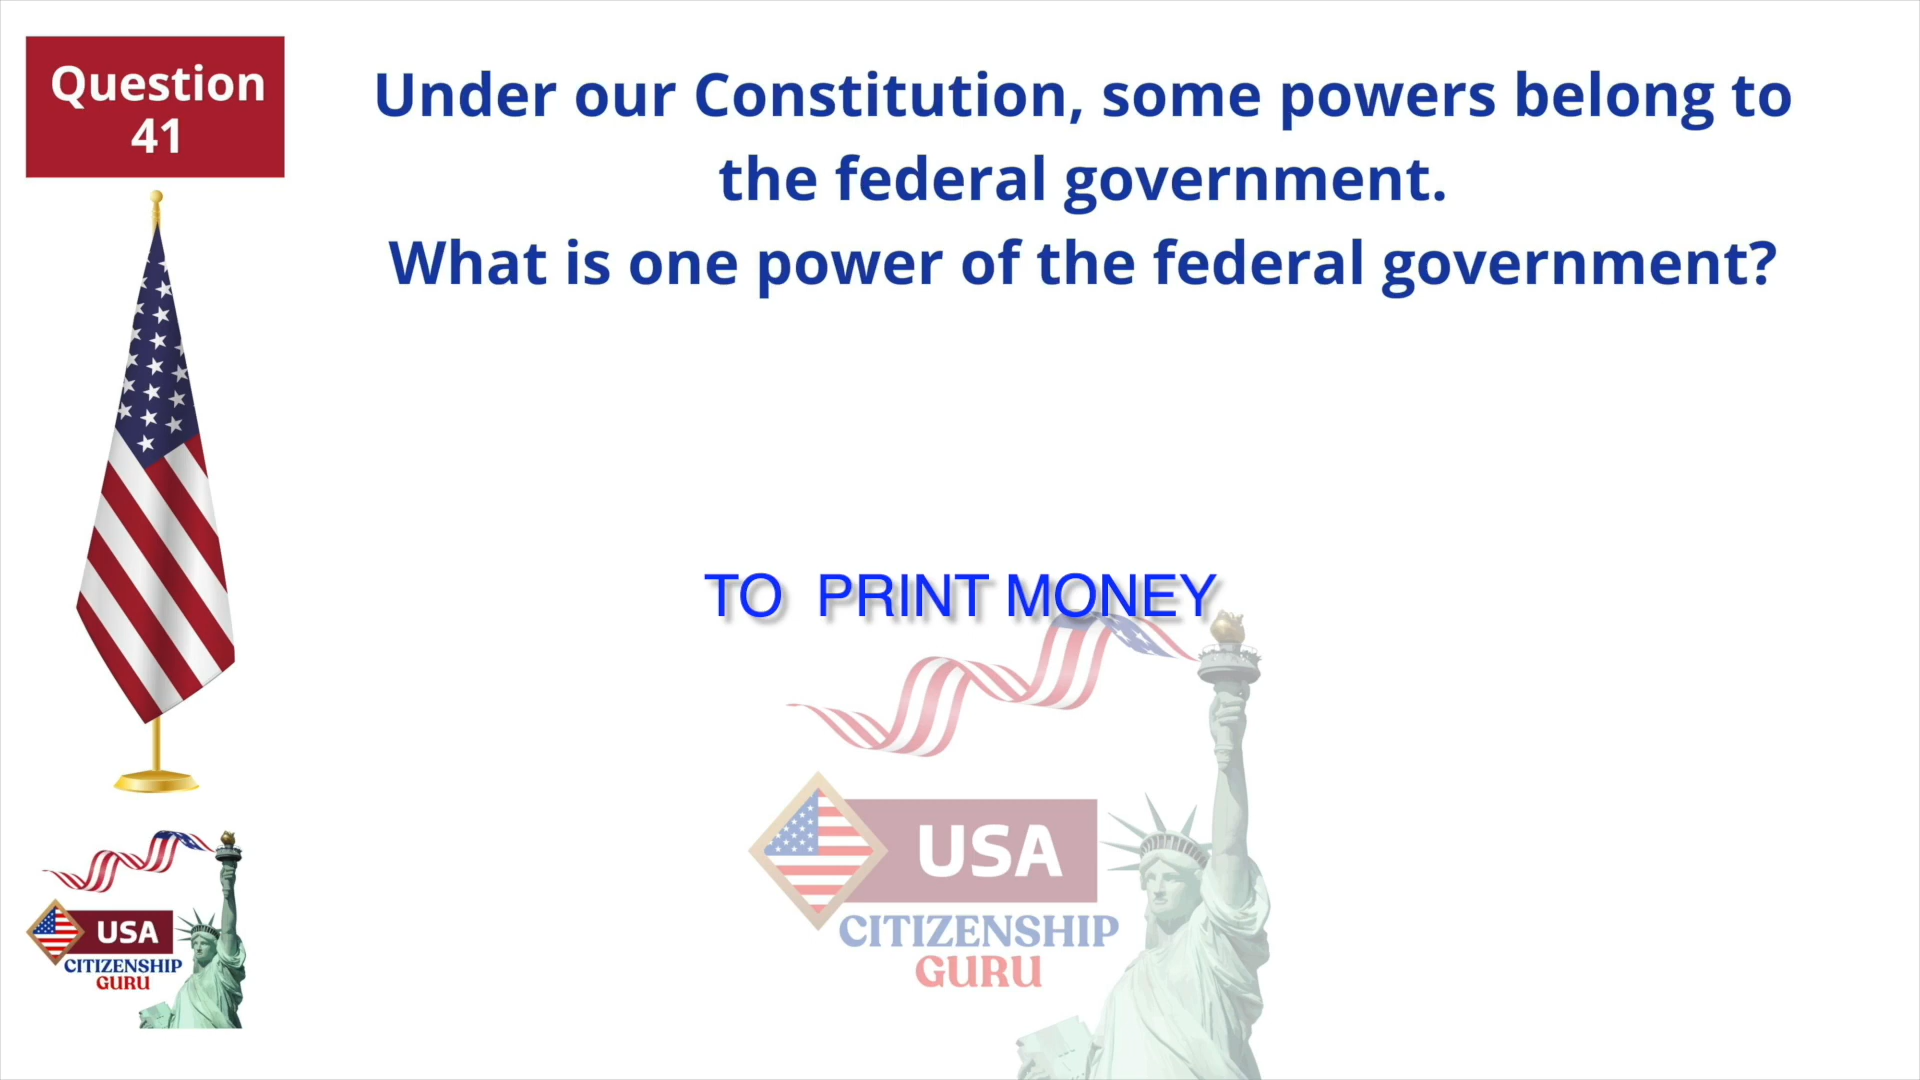 Question
41
Under our Constitution, some powers belong to
the federal government.
What is one power of the federal government?
TO PRINT MONEY
USA
CITIZENSHIP
GURU
USA
CITIZENSHIP
GURU